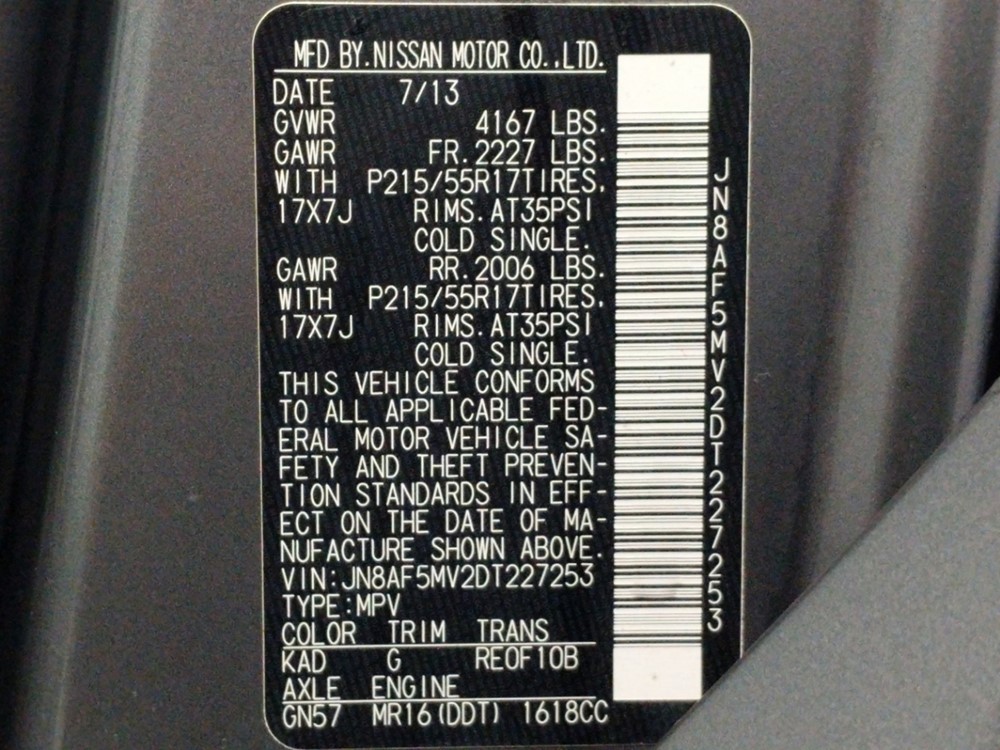 MFD BY.NISSAN MOTOR CO.,LTD.
DATE 7/13
GVWR 4167 LBS.
GAWR FR.2227 LBS.
WITH P215/55R17TIRES.
17X7J RIMS.AT35PSI
COLD SINGLE.
GAWR RR.2006 LBS.
WITH P215/55R17TIRES.
17X7J RIMS.AT35PSI
COLD SINGLE.
THIS VEHICLE CONFORMS
TO ALL APPLICABLE FED-
ERAL MOTOR VEHICLE SA-
FETY AND THEFT PREVEN-
TION STANDARDS IN EFF-
ECT ON THE DATE OF MA-
NUFACTURE SHOWN ABOVE.
VIN:JN8AF5MV2DT227253
TYPE:MPV
COLOR TRIM TRANS
KAD G RE0F10B
AXLE ENGINE
GN57 MR16(DDT) 1618CC
JN8AF5MV2DT227253